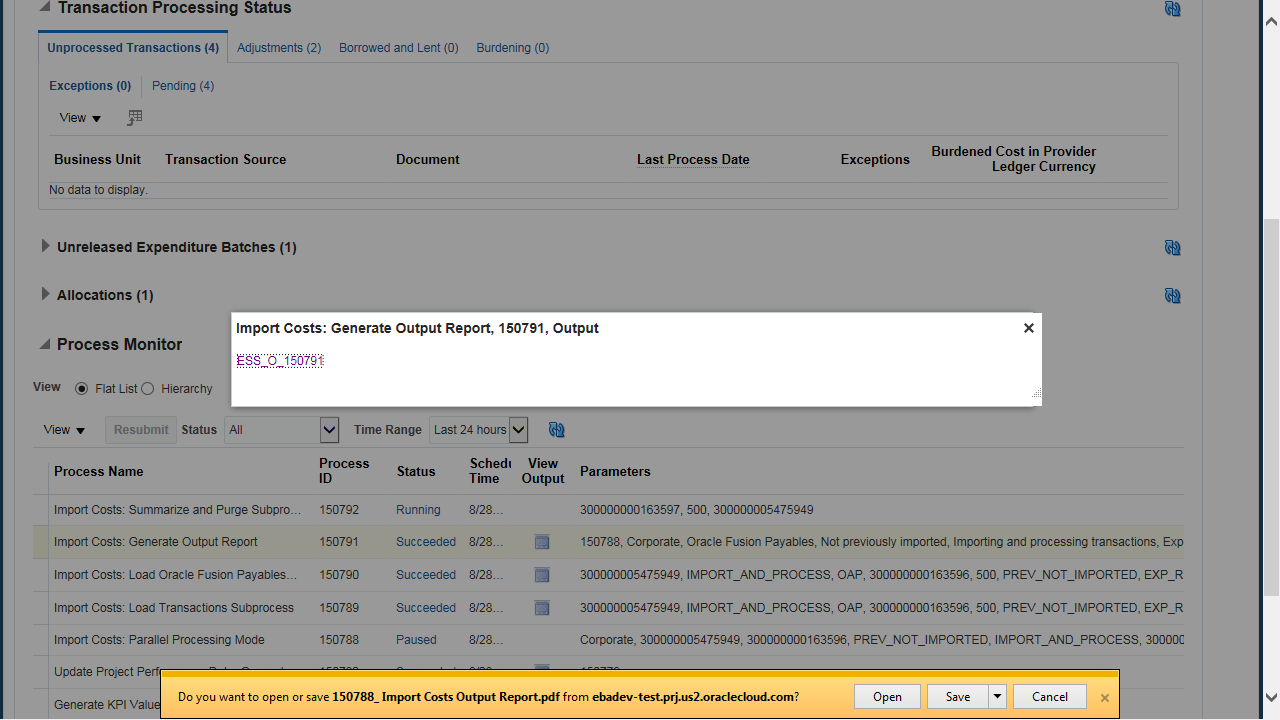 Transaction Processing Status
Unprocessed Transactions (4) Adjustments (2) Borrowed and Lent (0) Burdening (0)
Exceptions (0) Pending (4)
View
Business Unit Transaction Source Document Last Process Date Exceptions Burdened Cost in Provider Ledger Currency
No data to display.
Unreleased Expenditure Batches (1)
Allocations (1)
Import Costs: Generate Output Report, 150791, Output
ESS_O_150791
Process Monitor
View Flat List Hierarchy
View Resubmit Status All Time Range Last 24 hours
Process Name Process ID Status Schedu Time View Output Parameters
Import Costs: Summarize and Purge Subpro... 150792 Running 8/28... 300000000163597, 500, 300000005475949
Import Costs: Generate Output Report 150791 Succeeded 8/28... 150788, Corporate, Oracle Fusion Payables, Not previously imported, Importing and processing transactions, Exp
Import Costs: Load Oracle Fusion Payables... 150790 Succeeded 8/28... 300000005475949, IMPORT_AND_PROCESS, OAP, 300000000163596, 500, PREV_NOT_IMPORTED, EXP_R
Import Costs: Load Transactions Subprocess 150789 Succeeded 8/28... 300000005475949, IMPORT_AND_PROCESS, OAP, 300000000163596, 500, PREV_NOT_IMPORTED, EXP_R
Import Costs: Parallel Processing Mode 150788 Paused 8/28... Corporate, 300000005475949, 300000000163596, PREV_NOT_IMPORTED, IMPORT_AND_PROCESS, 300000
Update Project
Generate KPI Value
Do you want to open or save 150788_ Import Costs Output Report.pdf from ebadev-test.prj.us2.oraclecloud.com? Open Save Cancel